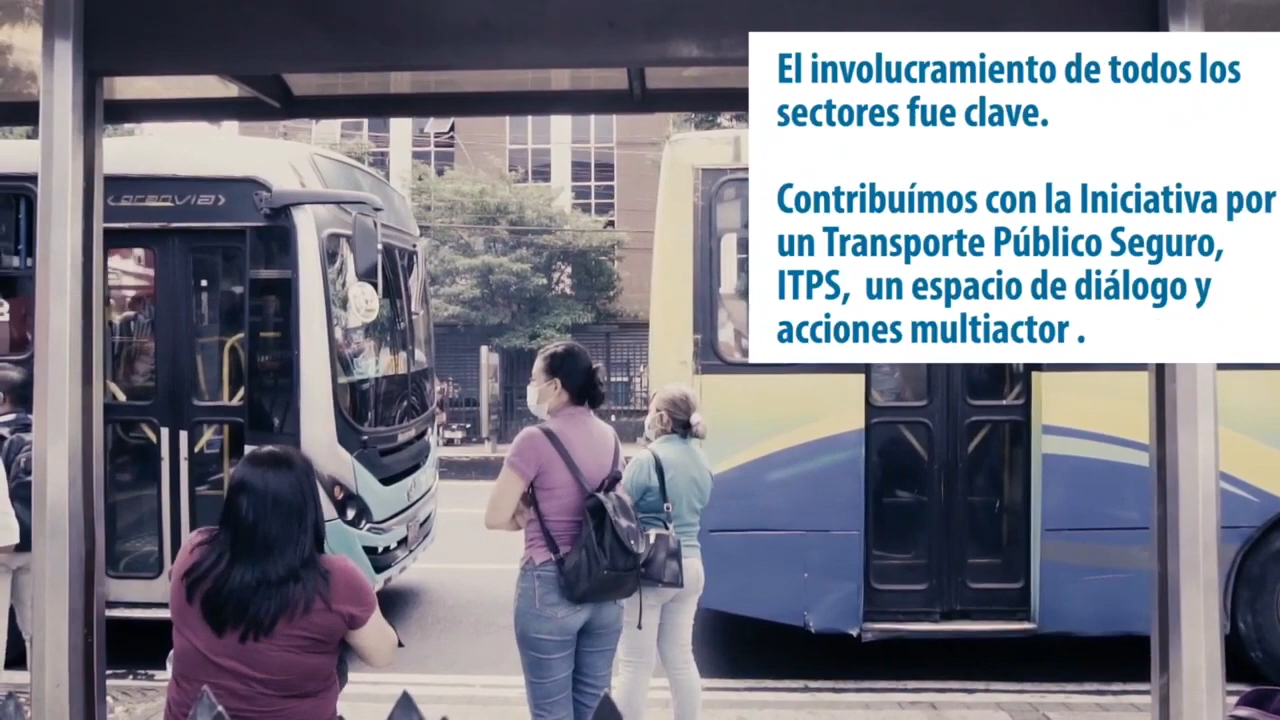 El involucramiento de todos los
sectores fue clave.
Contribuímos con la Iniciativa por
un Transporte Público Seguro,
ITPS, un espacio de diálogo y
acciones multiactor .
granvia